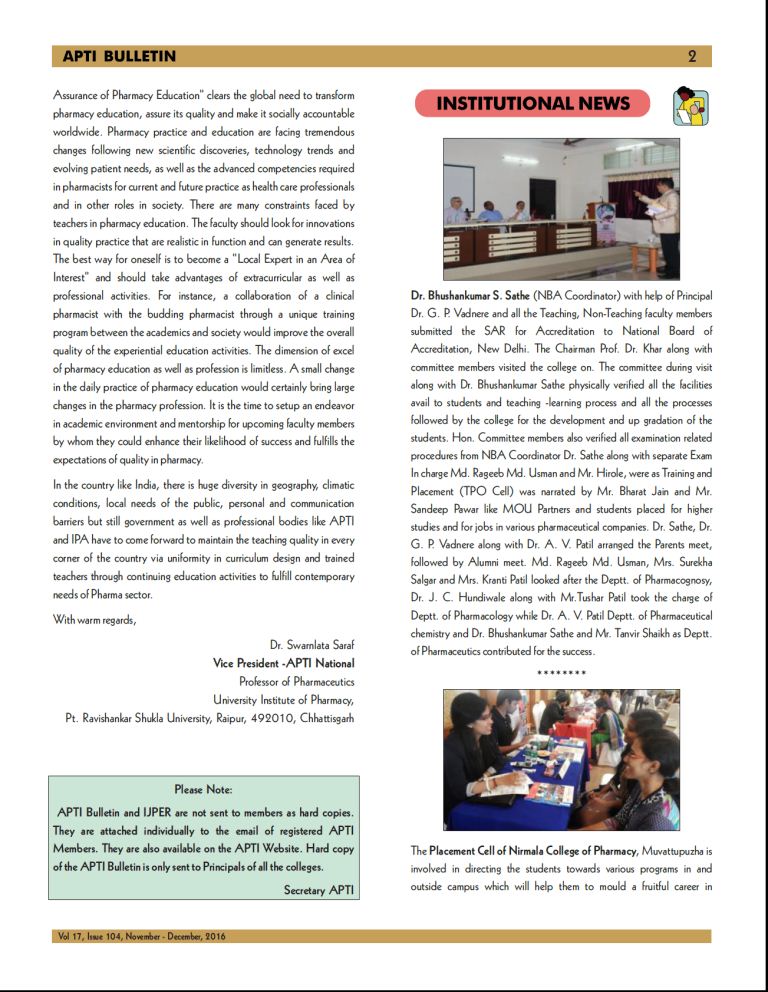 APTI BULLETIN
2
Assurance of Pharmacy Education" clears the global need to transform
pharmacy education, assure its quality and make it socially accountable
worldwide. Pharmacy practice and education are facing tremendous
changes following new scientific discoveries, technology trends and
evolving patient needs, as well as the advanced competencies required
in pharmacists for current and future practice as health care professionals
and in other roles in society. There are many constraints faced by
teachers in pharmacy education. The faculty should look for innovations
in quality practice that are realistic in function and can generate results.
The best way for oneself is to become a "Local Expert in an Area of
Interest" and should take advantages of extracurricular as well as
professional activities. For instance, a collaboration of a clinical
pharmacist with the budding pharmacist through a unique training
program between the academics and society would improve the overall
quality of the experiential education activities. The dimension of excel
of pharmacy education as well as profession is limitless. A small change
in the daily practice of pharmacy education would certainly bring large
changes in the pharmacy profession. It is the time to setup an endeavor
in academic environment and mentorship for upcoming faculty members
by whom they could enhance their likelihood of success and fulfills the
expectations of quality in pharmacy.
In the country like India, there is huge diversity in geography, climatic
conditions, local needs of the public, personal and communication
barriers but still government as well as professional bodies like APTI
and IPA have to come forward to maintain the teaching quality in every
corner of the country via uniformity in curriculum design and trained
teachers through continuing education activities to fulfill contemporary
needs of Pharma sector.
With warm regards,
Dr. Swarnlata Saraf
Vice President -APTI National
Professor of Pharmaceutics
University Institute of Pharmacy,
Pt. Ravishankar Shukla University, Raipur, 492010, Chhattisgarh
Please Note:
APTI Bulletin and IJPER are not sent to members as hard copies.
They are attached individually to the email of registered APTI
Members. They are also available on the APTI Website. Hard copy
of the APTI Bulletin is only sent to Principals of all the colleges.
Secretary APTI
INSTITUTIONAL NEWS
Dr. Bhushankumar S. Sathe (NBA Coordinator) with help of Principal
Dr. G. P. Vadnere and all the Teaching, Non-Teaching faculty members
submitted the SAR for Accreditation to National Board of
Accreditation, New Delhi. The Chairman Prof. Dr. Khar along with
committee members visited the college on. The committee during visit
along with Dr. Bhushankumar Sathe physically verified all the facilities
avail to students and teaching -learning process and all the processes
followed by the college for the development and up gradation of the
students. Hon. Committee members also verified all examination related
procedures from NBA Coordinator Dr. Sathe along with separate Exam
In charge Md. Rageeb Md. Usman and Mr. Hirole, were as Training and
Placement (TPO Cell) was narrated by Mr. Bharat Jain and Mr.
Sandeep Pawar like MOU Partners and students placed for higher
studies and for jobs in various pharmaceutical companies. Dr. Sathe, Dr.
G. P. Vadnere along with Dr. A. V. Patil arranged the Parents meet,
followed by Alumni meet. Md. Rageeb Md. Usman, Mrs. Surekha
Salgar and Mrs. Kranti Patil looked after the Deptt. of Pharmacognosy,
Dr. J. C. Hundiwale along with Mr.Tushar Patil took the charge of
Deptt. of Pharmacology while Dr. A. V. Patil Deptt. of Pharmaceutical
chemistry and Dr. Bhushankumar Sathe and Mr. Tanvir Shaikh as Deptt.
of Pharmaceutics contributed for the success.
********
The Placement Cell of Nirmala College of Pharmacy, Muvattupuzha is
involved in directing the students towards various programs in and
outside campus which will help them to mould a fruitful career in
Vol 17, Issue 104, November - December, 2016